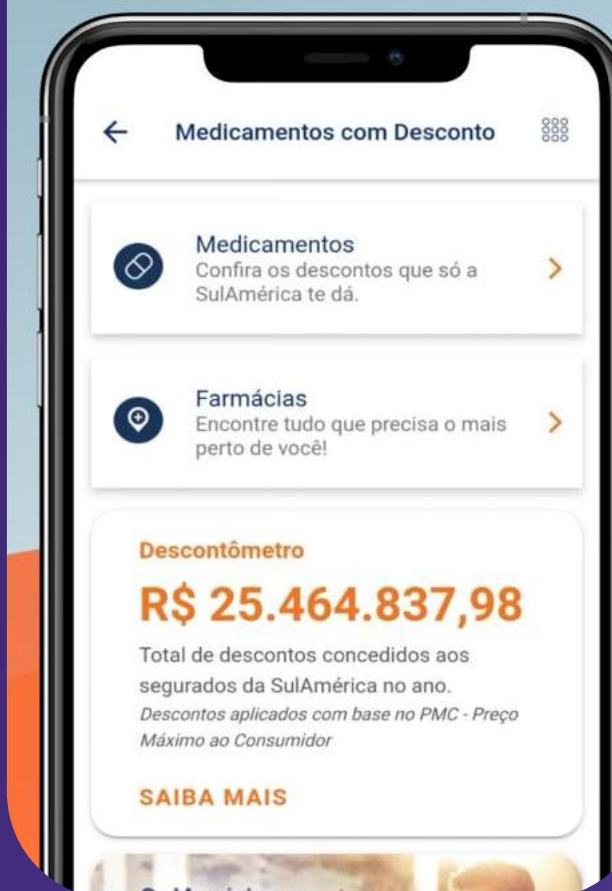 Medicamentos com Desconto
Medicamentos
Confira os descontos que só a
SulAmérica te dá.
Farmácias
Encontre tudo que precisa o mais
perto de você!
Descontômetro
R$ 25.464.837,98
Total de descontos concedidos aos
segurados da SulAmérica no ano.
Descontos aplicados com base no PMC - Preço
Máximo ao Consumidor
SAIBA MAIS